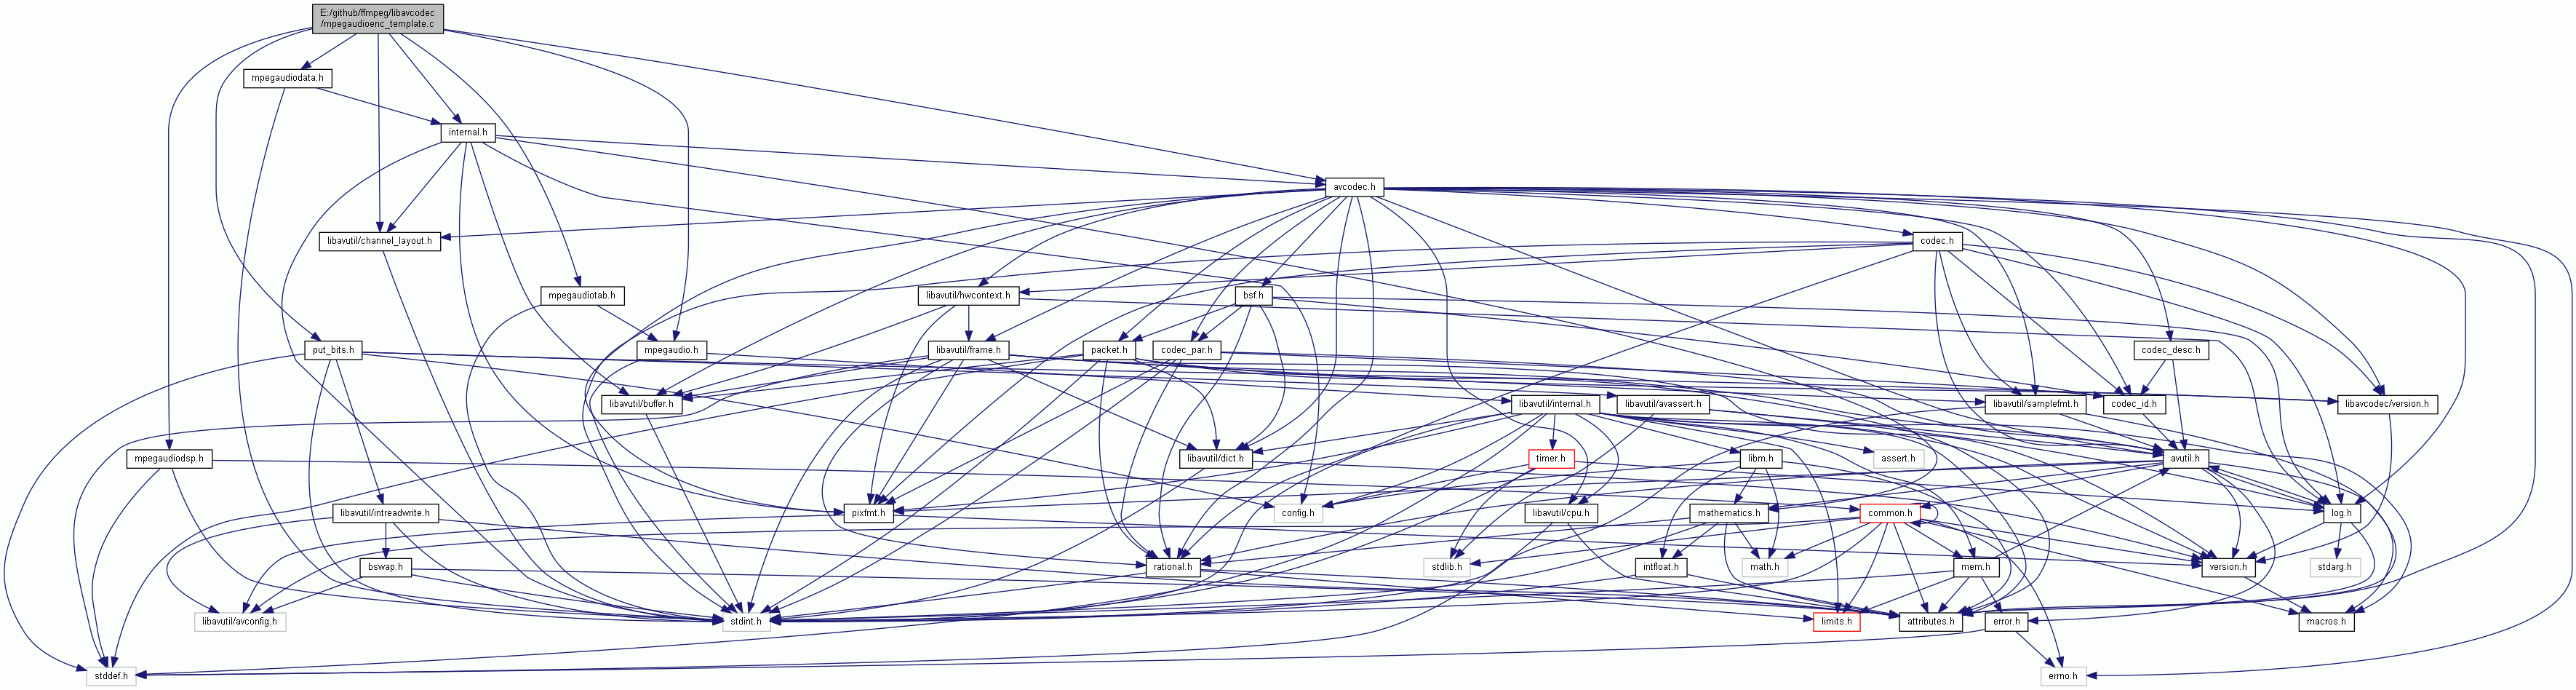 E:/github/ffmpeg/libavcodec
/mpegaudioenc_template.c
mpegaudiodata.h
internal.h
avcodec.h
libavutil/channel_layout.h
codec.h
mpegaudiotab.h
libavutil/hwcontext.h
bsf.h
put_bits.h
mpegaudio.h
libavutil/frame.h
packet.h
codec_par.h
codec_desc.h
libavutil/buffer.h
libavutil/internal.h
libavutil/avassert.h
libavutil/samplefmt.h
codec_id.h
libavcodec/version.h
mpegaudiodsp.h
libavutil/dict.h
timer.h
libm.h
assert.h
avutil.h
libavutil/intreadwrite.h
pixfmt.h
config.h
libavutil/cpu.h
mathematics.h
common.h
log.h
bswap.h
rational.h
stdlib.h
intfloat.h
math.h
mem.h
version.h
stdarg.h
libavutil/avconfig.h
stdint.h
limits.h
attributes.h
error.h
macros.h
stddef.h
errno.h